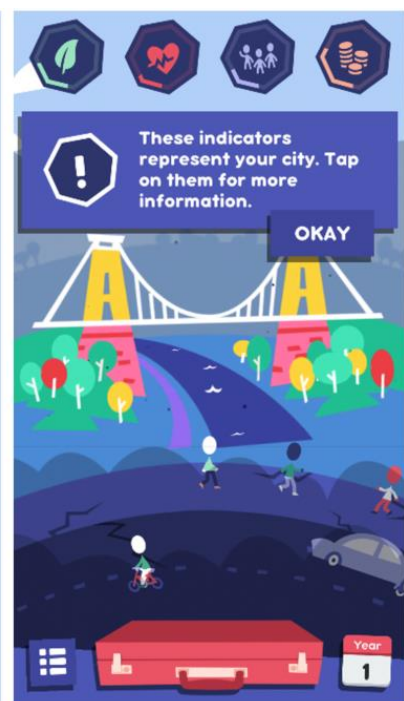 These indicators
represent your city. Tap
on them for more
information.
OKAY
Year
1